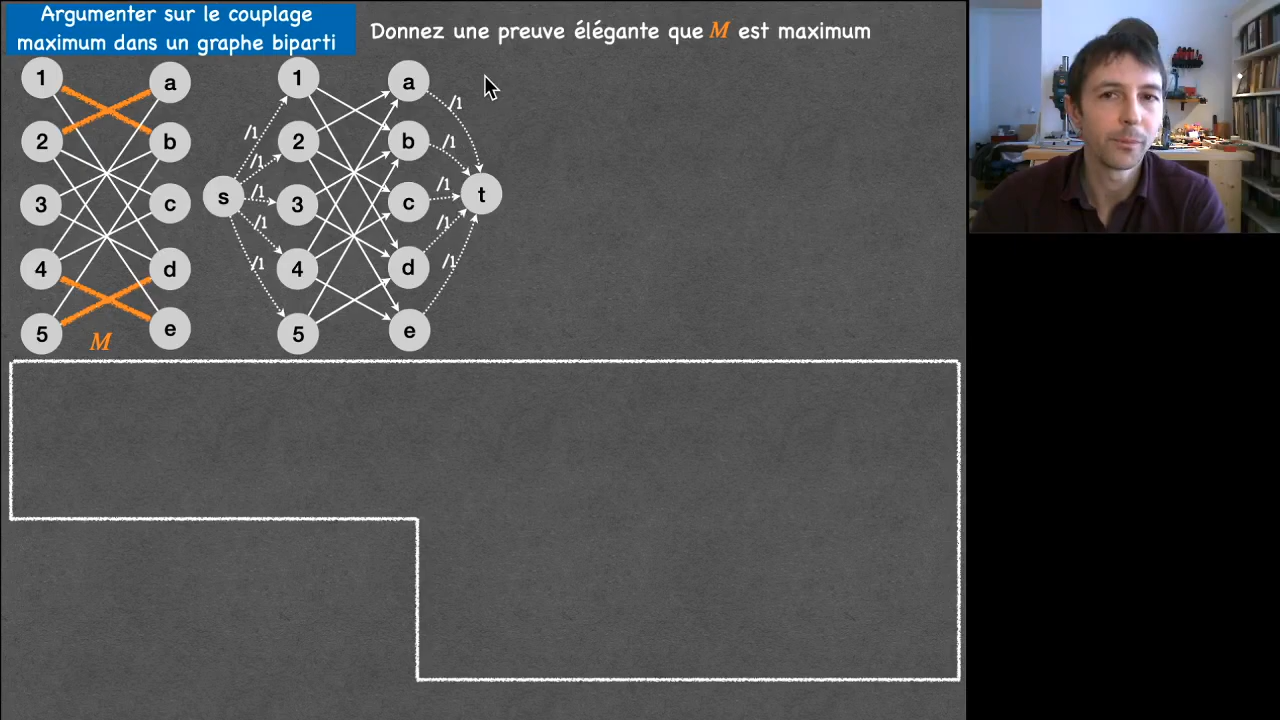 Argumenter sur le couplage
maximum dans un graphe biparti
Donnez une preuve élégante que M est maximum
1 a
2 b
3 c
4 d
5 e
M
s
1 a
2 b
3 c
4 d
5 e
t
/1
/1
/1
/1
/1
/1
/1
/1
/1
/1